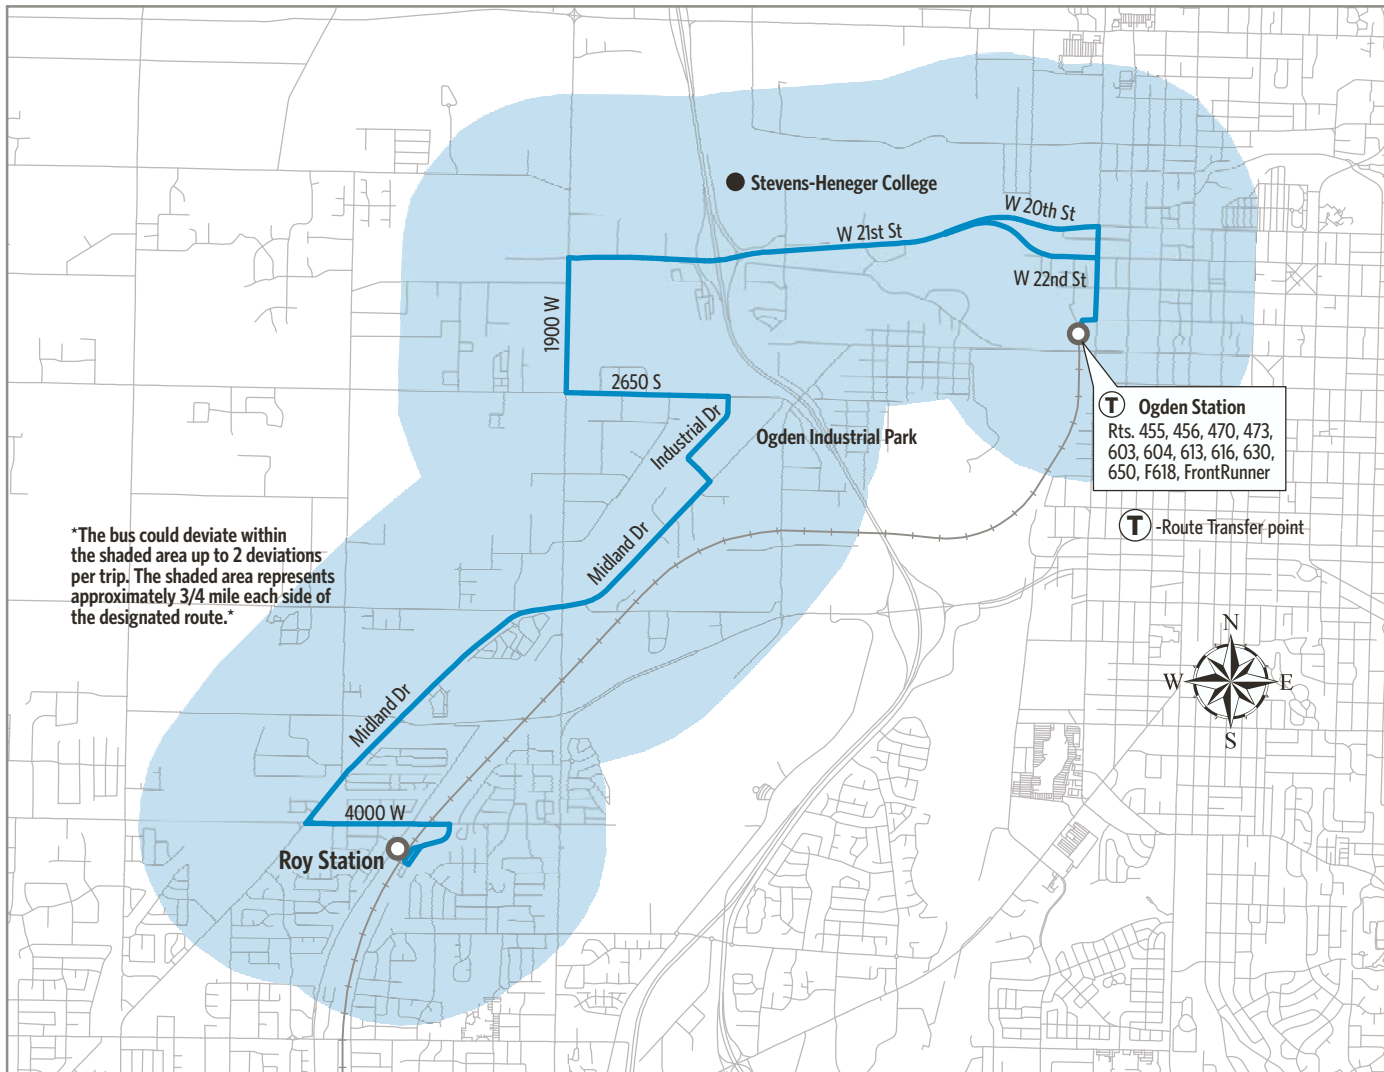 Stevens-Heneger College
W 20th St
W 21st St
W 22nd St
1900 W
2650 S
Industrial Dr
Ogden Industrial Park
T Ogden Station
Rts. 455, 456, 470, 473,
603, 604, 613, 616, 630,
650, F618, FrontRunner
T -Route Transfer point
*The bus could deviate within
the shaded area up to 2 deviations
per trip. The shaded area represents
approximately 3/4 mile each side of
the designated route.*
Midland Dr
N
W E
S
Midland Dr
4000 W
Roy Station